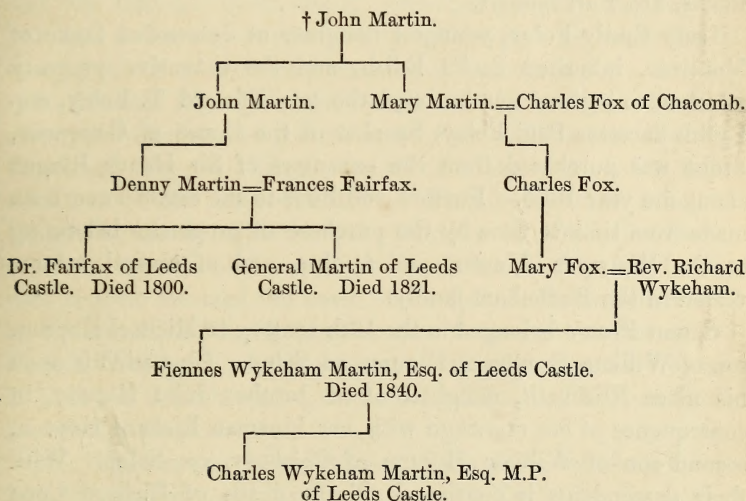 † John Martin.
John Martin. Mary Martin.=Charles Fox of Chacomb.
Denny Martin=Frances Fairfax. Charles Fox.
Dr. Fairfax of Leeds
Castle. Died 1800.
General Martin of Leeds
Castle. Died 1821.
Mary Fox.=Rev. Richard
Wykeham.
Fiennes Wykeham Martin, Esq. of Leeds Castle.
Died 1840.
Charles Wykeham Martin, Esq. M.P.
of Leeds Castle.